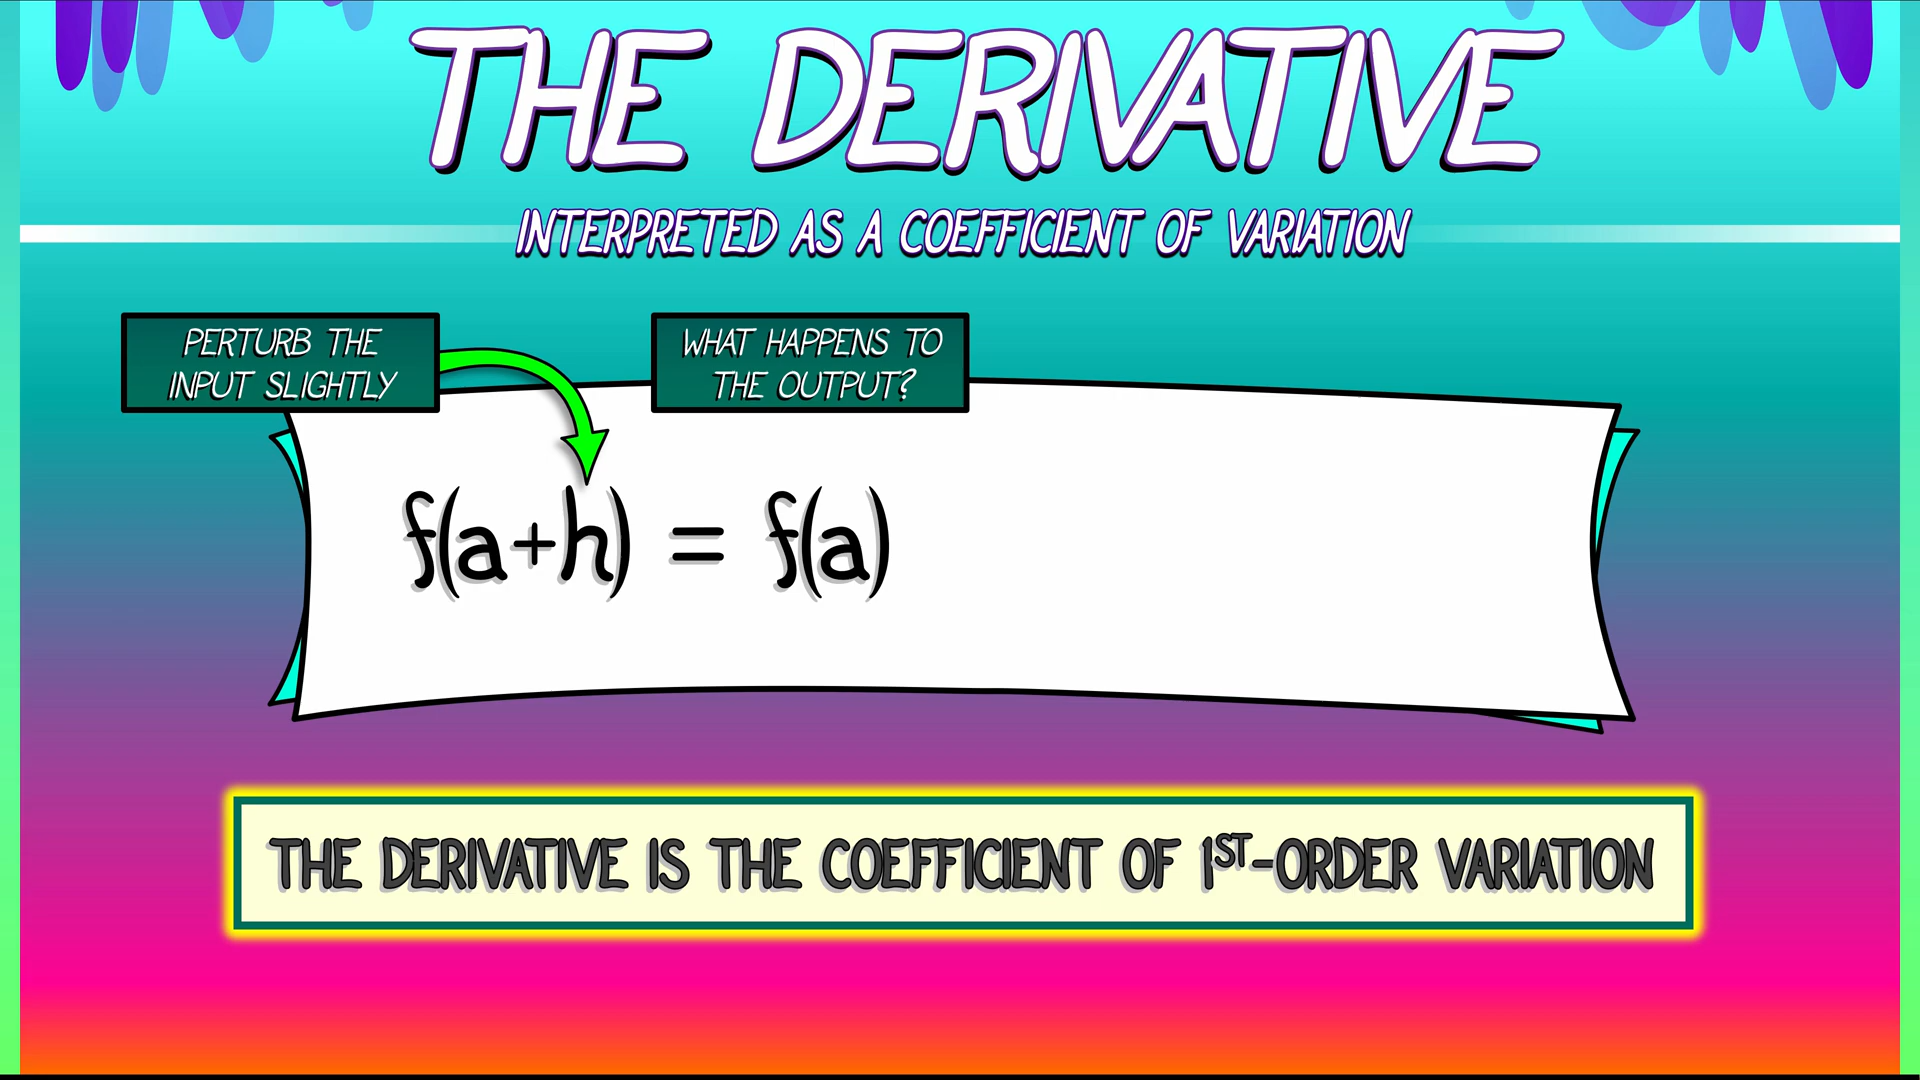 THE DERIVATIVE
INTERPRETED AS A COEFFICIENT OF VARIATION
PERTURB THE
INPUT SLIGHTLY
WHAT HAPPENS TO
THE OUTPUT?
f(a+h) = f(a)
THE DERIVATIVE IS THE COEFFICIENT OF 1ST-ORDER VARIATION